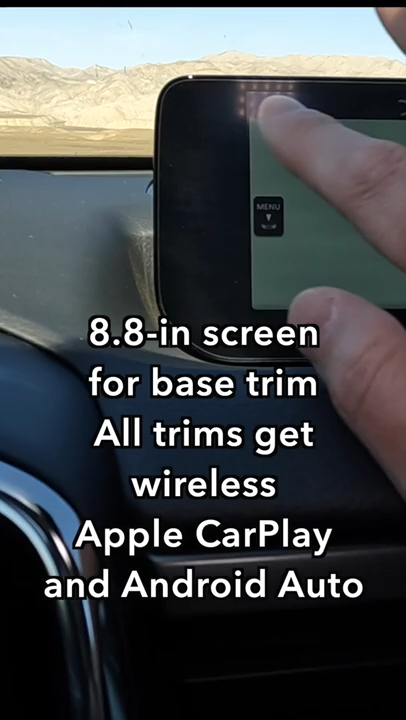 MENU
8.8-in screen
for base trim
All trims get
wireless
Apple CarPlay
and Android Auto